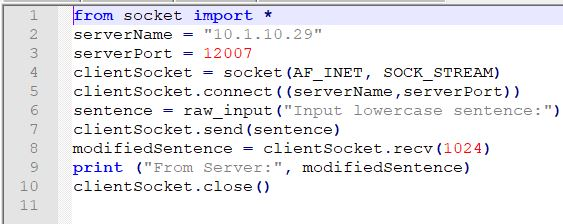 1 from socket import *
2 serverName = "10.1.10.29"
3 serverPort = 12007
4 clientSocket = socket(AF_INET, SOCK_STREAM)
5 clientSocket.connect((serverName,serverPort))
6 sentence = raw_input("Input lowercase sentence:")
7 clientSocket.send(sentence)
8 modifiedSentence = clientSocket.recv(1024)
9 print ("From Server:", modifiedSentence)
10 clientSocket.close()
11